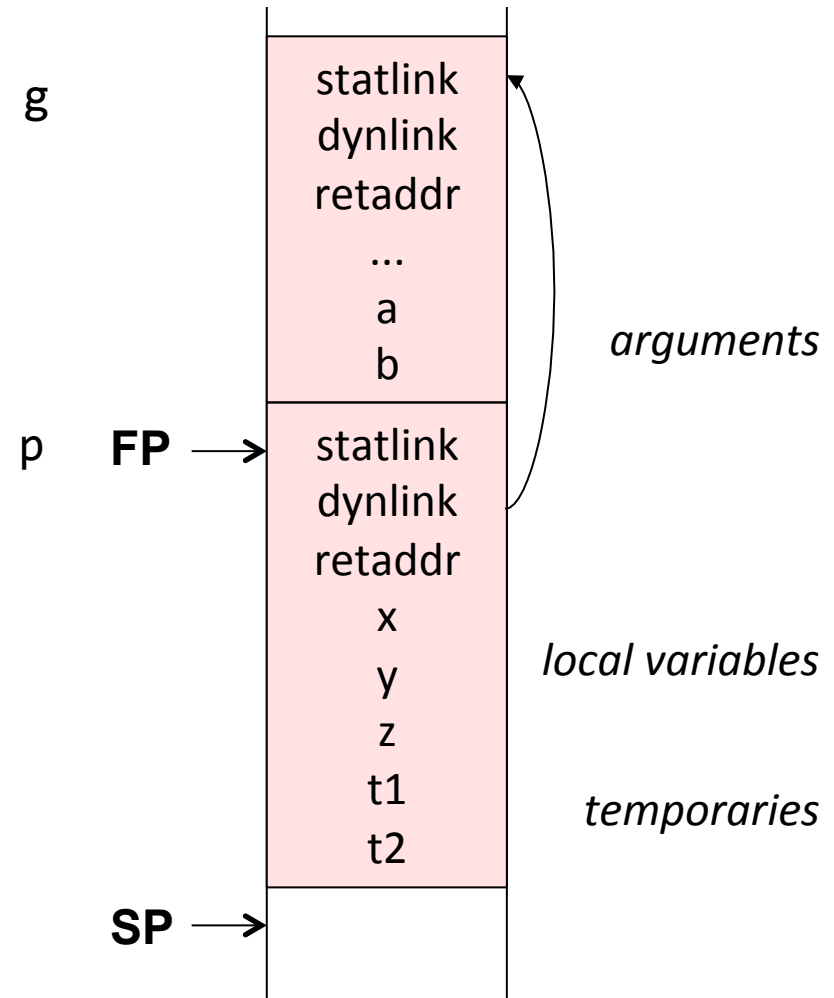 g
statlink
dynlink
retaddr
...
a
arguments
b
p FP statlink
dynlink
retaddr
x
local variables
y
z
t1
temporaries
t2
SP